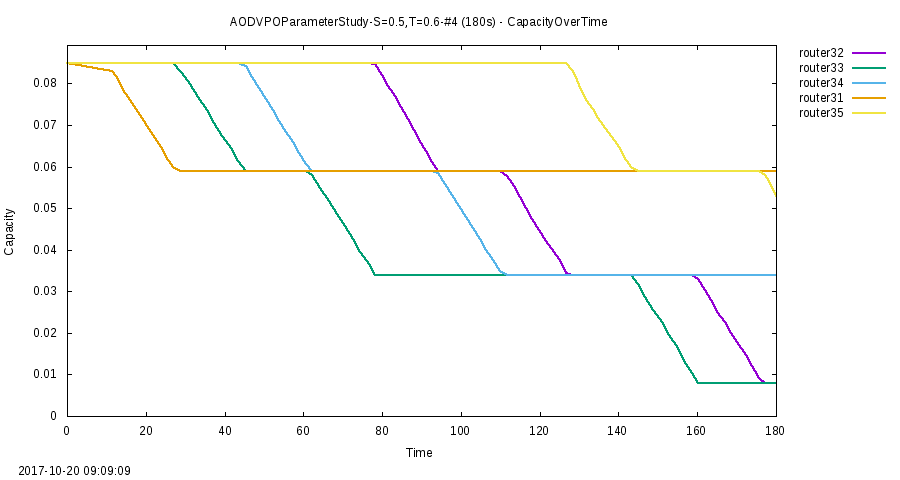 AODVPOParameterStudy-S=0.5,T=0.6-#4 (180s) - CapacityOverTime
router32
router33
router34
router31
router35
0.08
0.07
0.06
0.05
0.04
0.03
0.02
0.01
0
Capacity
0 20 40 60 80 100 120 140 160 180
Time
2017-10-20 09:09:09